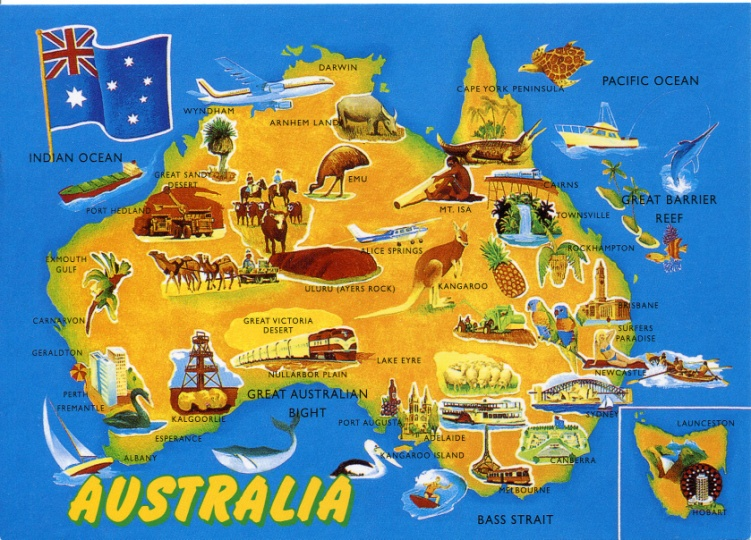 DARWIN
PACIFIC OCEAN
CAPE YORK PENINSULA
WYNDHAM
ARNHEM LAND
INDIAN OCEAN
GREAT SANDY
DESERT
EMU
CAIRNS
GREAT BARRIER
REEF
PORT HEDLAND
MT. ISA
TOWNSVILLE
ROCKHAMPTON
ALICE SPRINGS
EXMOUTH
GULF
ULURU (AYERS ROCK)
KANGAROO
BRISBANE
CARNARVON
GREAT VICTORIA
DESERT
SURFERS
PARADISE
GERALDTON
LAKE EYRE
NULLARBOR PLAIN
NEWCASTLE
PERTH
FREMANTLE
GREAT AUSTRALIAN
BIGHT
KALGOORLIE
SYDNEY
PORT AUGUSTA
LAUNCESTON
ESPERANCE
ADELAIDE
ALBANY
KANGAROO ISLAND
CANBERRA
MELBOURNE
HOBART
BASS STRAIT
AUSTRALIA